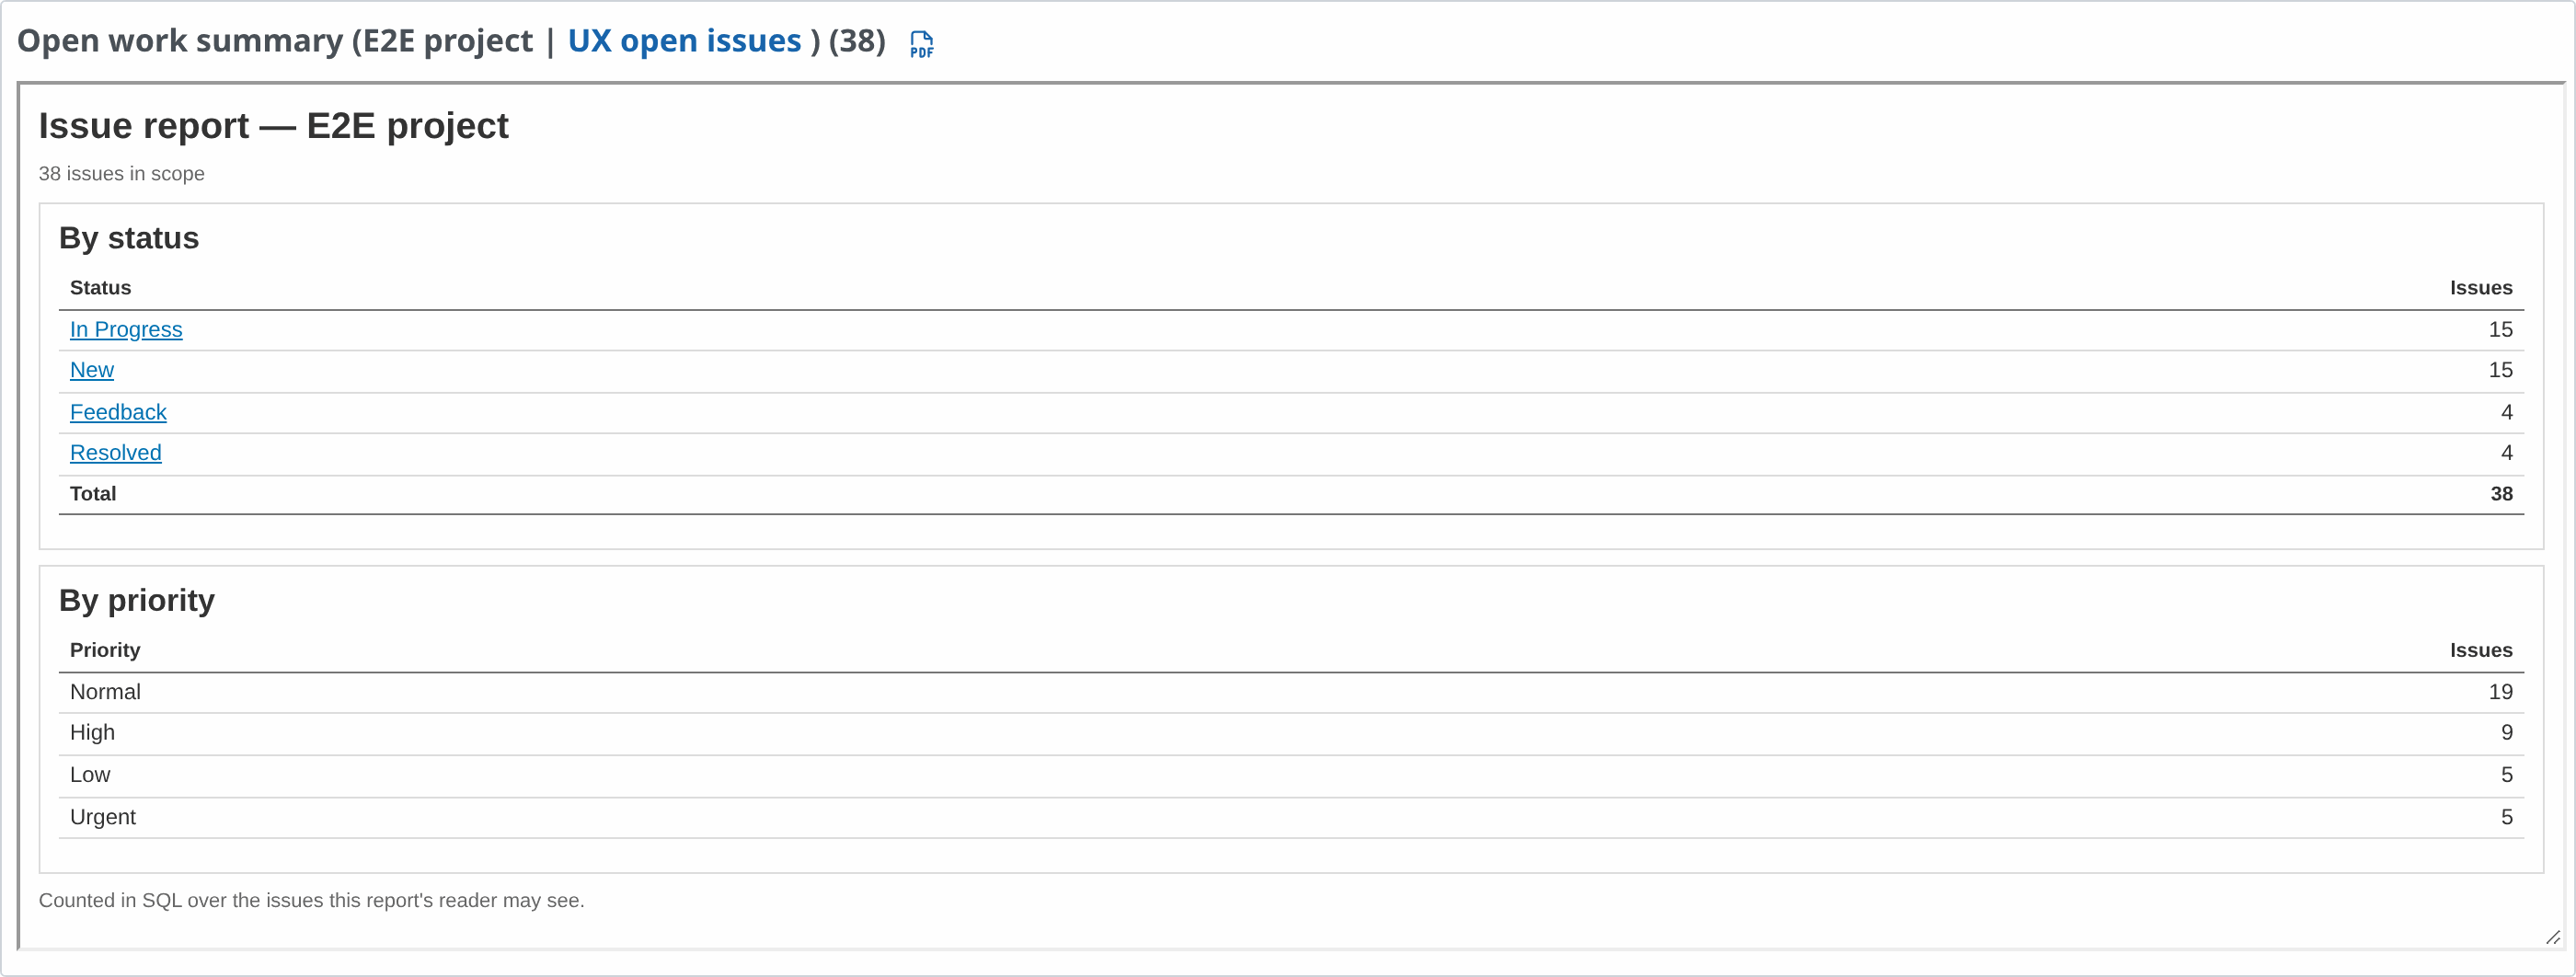 Open work summary (E2E project | UX open issues ) (38) PDF
Issue report — E2E project
38 issues in scope
By status
Status Issues
In Progress 15
New 15
Feedback 4
Resolved 4
Total 38
By priority
Priority Issues
Normal 19
High 9
Low 5
Urgent 5
Counted in SQL over the issues this report's reader may see.